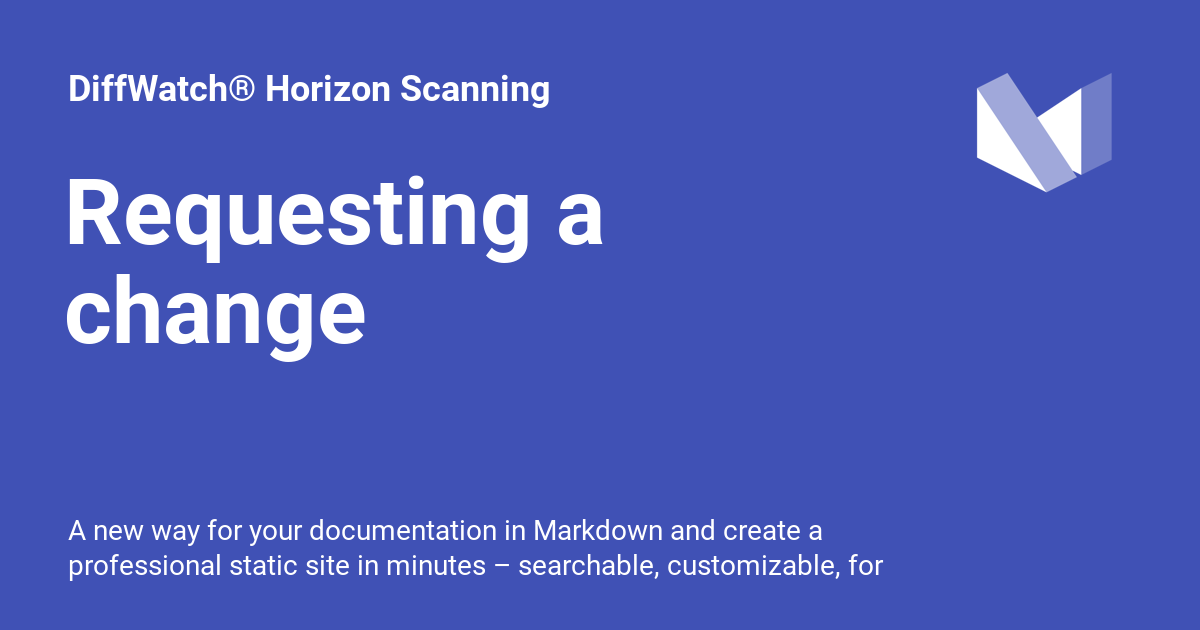 DiffWatch® Horizon Scanning
Requesting a
change
A new way for your documentation in Markdown and create a
professional static site in minutes – searchable, customizable, for